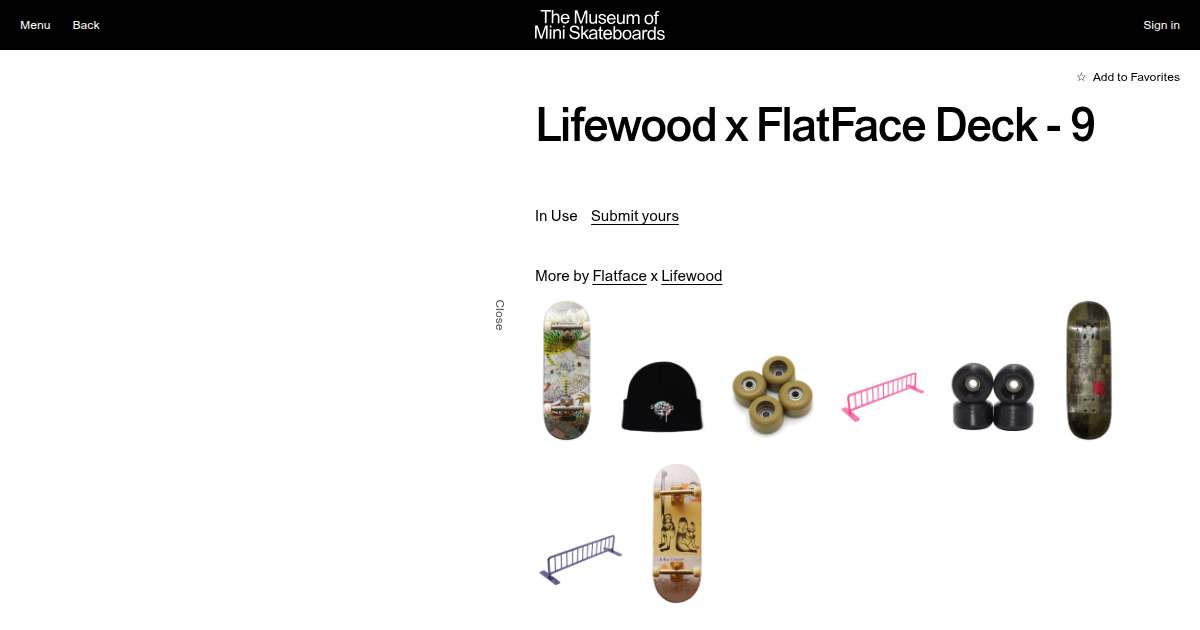 Menu
Back
The Museum of
Mini Skateboards
Sign in
☆ Add to Favorites
Lifewood x FlatFace Deck - 9
In Use
Submit yours
More by Flatface x Lifewood
Close